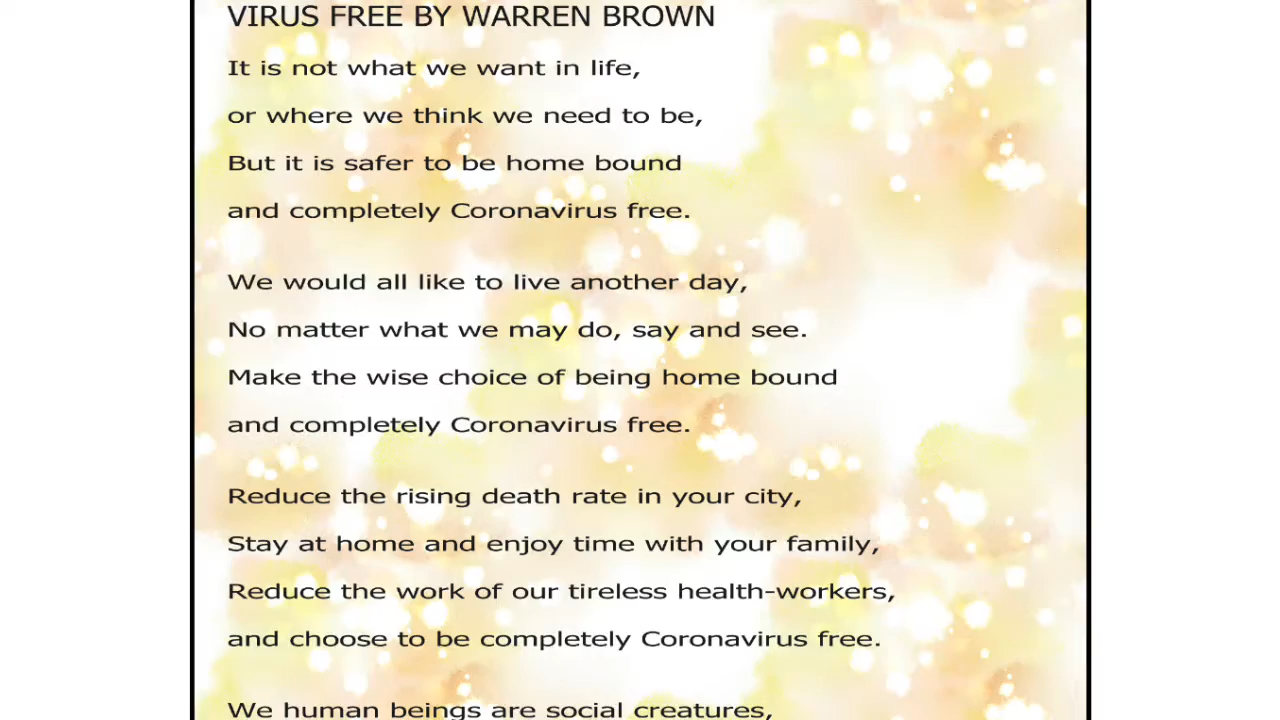 VIRUS FREE BY WARREN BROWN
It is not what we want in life,
or where we think we need to be,
But it is safer to be home bound
and completely Coronavirus free.
We would all like to live another day,
No matter what we may do, say and see.
Make the wise choice of being home bound
and completely Coronavirus free.
Reduce the rising death rate in your city,
Stay at home and enjoy time with your family,
Reduce the work of our tireless health-workers,
and choose to be completely Coronavirus free.
We human beings are social creatures,